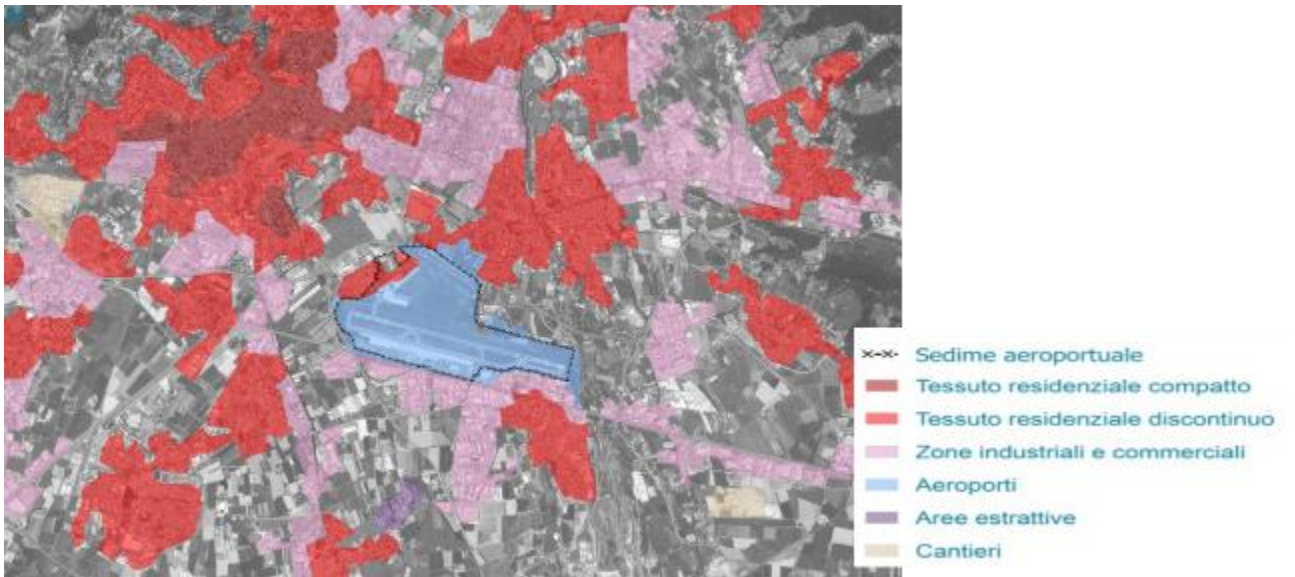 Sedime aeroportuale
Tessuto residenziale compatto
Tessuto residenziale discontinuo
Zone industriali e commerciali
Aeroporti
Aree estrattive
Cantieri